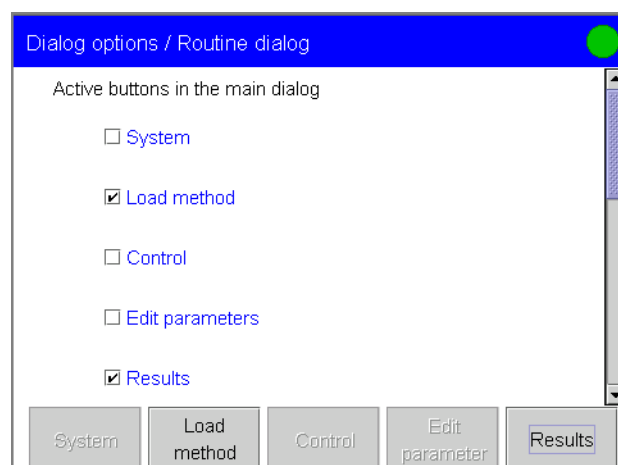 Dialog options / Routine dialog
Active buttons in the main dialog
System
Load method
Control
Edit parameters
Results
System
Load
method
Control
Edit
parameter
Results